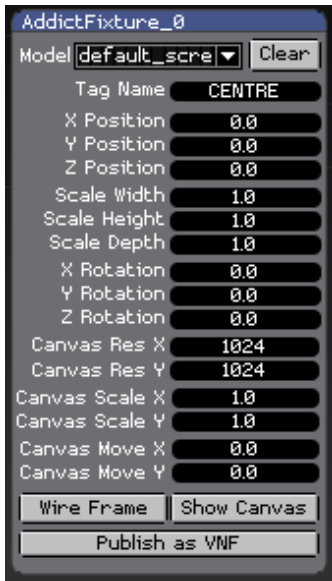 AddictFixture_0
Model default_scre Clear
Tag Name CENTRE
X Position 0.0
Y Position 0.0
Z Position 0.0
Scale Width 1.0
Scale Height 1.0
Scale Depth 1.0
X Rotation 0.0
Y Rotation 0.0
Z Rotation 0.0
Canvas Res X 1024
Canvas Res Y 1024
Canvas Scale X 1.0
Canvas Scale Y 1.0
Canvas Move X 0.0
Canvas Move Y 0.0
Wire Frame Show Canvas
Publish as VNF